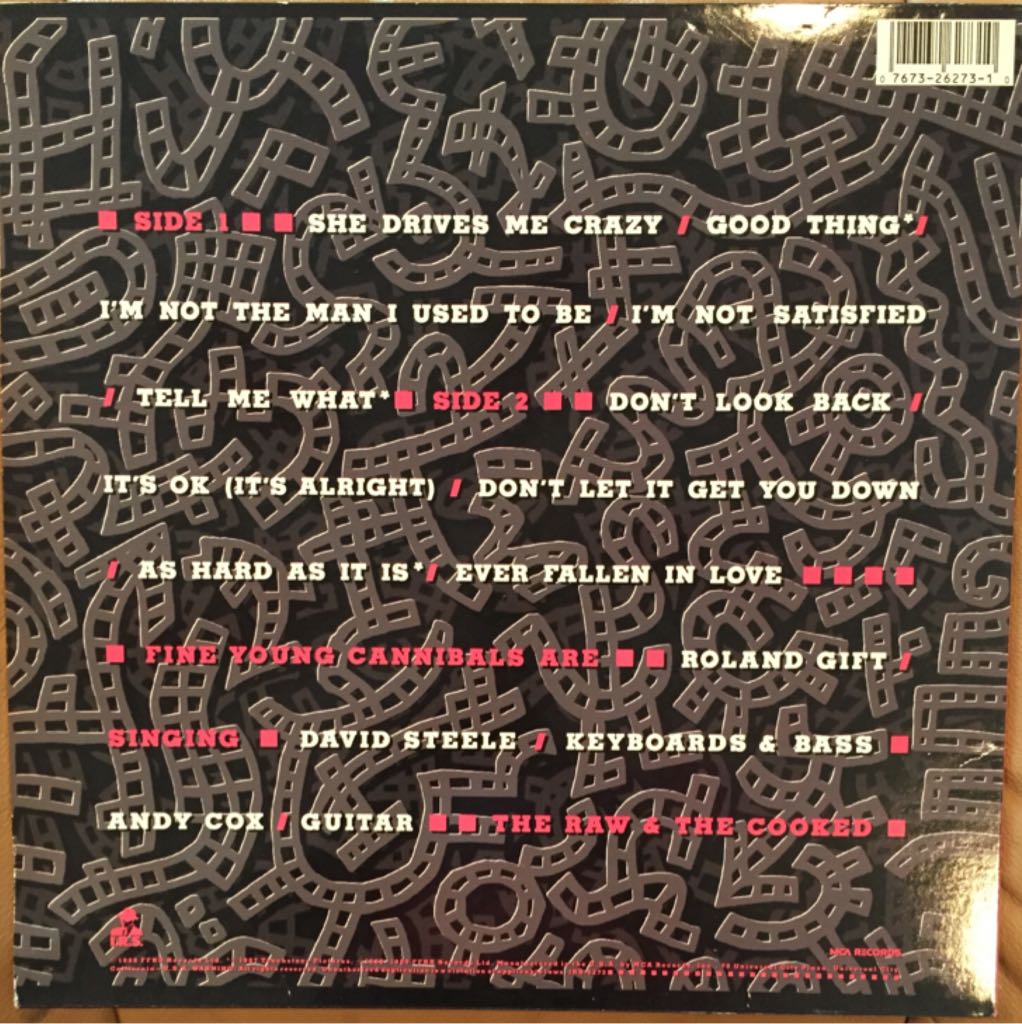 0 7673-26273-1 0
■ SIDE 1 ■ ■ SHE DRIVES ME CRAZY / GOOD THING* /
I'M NOT THE MAN I USED TO BE / I'M NOT SATISFIED
/ TELL ME WHAT* ■ SIDE 2 ■ ■ DON'T LOOK BACK /
IT'S OK (IT'S ALRIGHT) / DON'T LET IT GET YOU DOWN
/ AS HARD AS IT IS* / EVER FALLEN IN LOVE ■ ■ ■ ■
■ FINE YOUNG CANNIBALS ARE ■ ■ ROLAND GIFT /
SINGING ■ DAVID STEELE / KEYBOARDS & BASS ■
ANDY COX / GUITAR ■ ■ THE RAW & THE COOKED ■
I.R.S.
MCA RECORDS